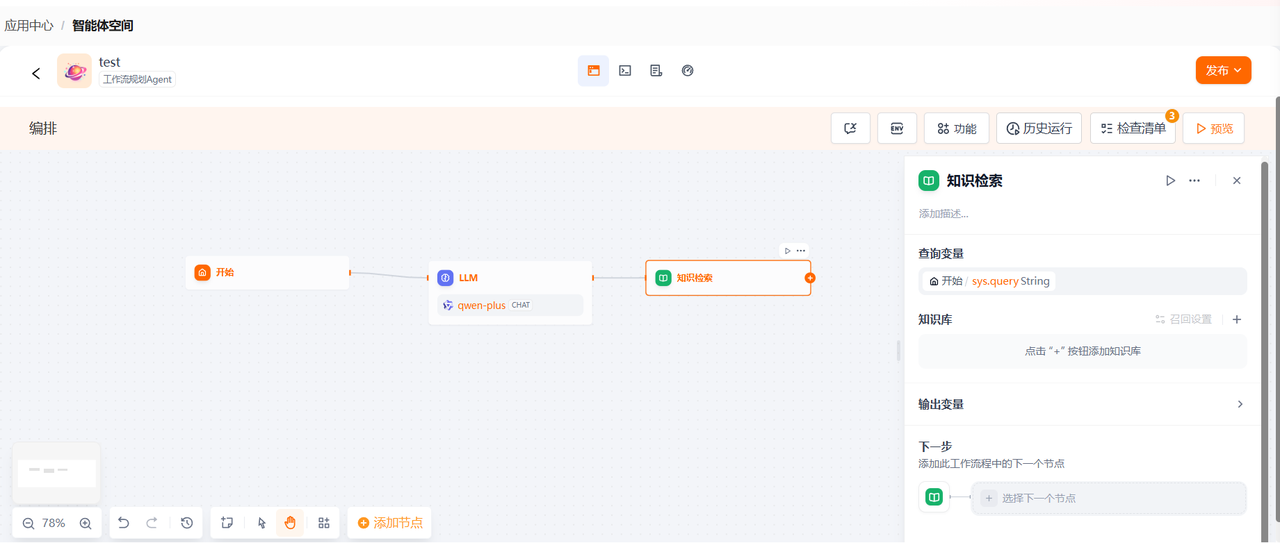 应用中心 / 智能体空间
test
工作流规划Agent
发布
编排
ENV
功能
历史运行
检查清单
3
预览
知识检索
添加描述...
查询变量
开始 / sys.query String
知识库
召回设置
点击 "+" 按钮添加知识库
输出变量
下一步
添加此工作流程中的下一个节点
+ 选择下一个节点
开始
LLM
qwen-plus CHAT
知识检索
78%
添加节点